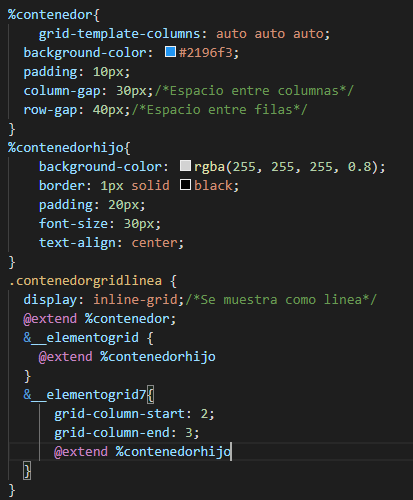 %contenedor{
grid-template-columns: auto auto auto;
background-color: #2196f3;
padding: 10px;
column-gap: 30px;/*Espacio entre columnas*/
row-gap: 40px;/*Espacio entre filas*/
}
%contenedorhijo{
background-color: rgba(255, 255, 255, 0.8);
border: 1px solid black;
padding: 20px;
font-size: 30px;
text-align: center;
}
.contenedorgridlinea {
display: inline-grid;/*Se muestra como linea*/
@extend %contenedor;
&__elementogrid {
@extend %contenedorhijo
}
&__elementogrid7{
grid-column-start: 2;
grid-column-end: 3;
@extend %contenedorhijo
}
}